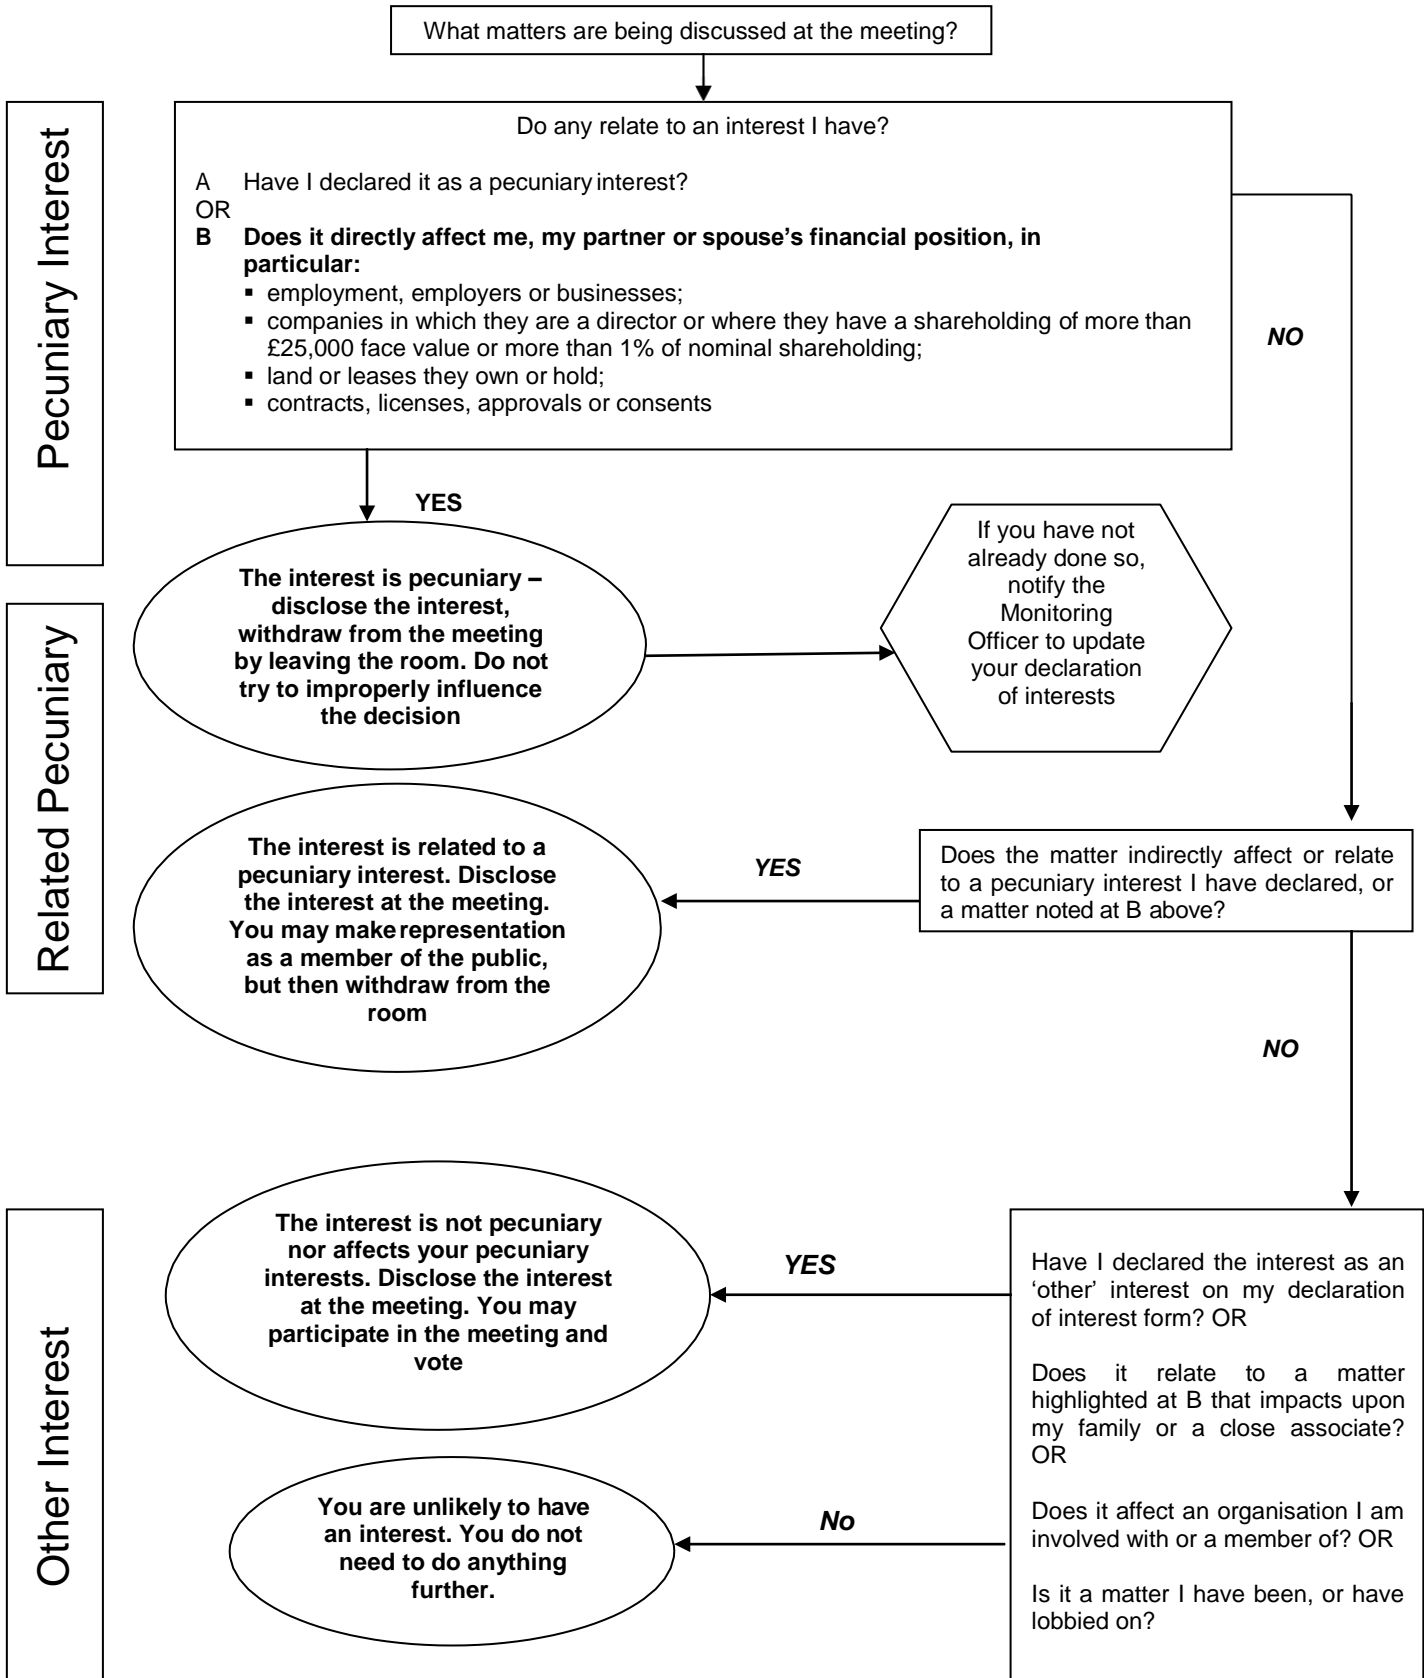 What matters are being discussed at the meeting?
Pecuniary Interest
Do any relate to an interest I have?
A Have I declared it as a pecuniary interest?
OR
B Does it directly affect me, my partner or spouse's financial position, in
particular:
▪ employment, employers or businesses;
▪ companies in which they are a director or where they have a shareholding of more than
£25,000 face value or more than 1% of nominal shareholding;
▪ land or leases they own or hold;
▪ contracts, licenses, approvals or consents
NO
YES
The interest is pecuniary –
disclose the interest,
withdraw from the meeting
by leaving the room. Do not
try to improperly influence
the decision
If you have not
already done so,
notify the
Monitoring
Officer to update
your declaration
of interests
Related Pecuniary
The interest is related to a
pecuniary interest. Disclose
the interest at the meeting.
You may make representation
as a member of the public,
but then withdraw from the
room
YES
Does the matter indirectly affect or relate
to a pecuniary interest I have declared, or
a matter noted at B above?
NO
Other Interest
The interest is not pecuniary
nor affects your pecuniary
interests. Disclose the interest
at the meeting. You may
participate in the meeting and
vote
YES
Have I declared the interest as an
‘other’ interest on my declaration
of interest form? OR
Does it relate to a matter
highlighted at B that impacts upon
my family or a close associate?
OR
Does it affect an organisation I am
involved with or a member of? OR
Is it a matter I have been, or have
lobbied on?
No
You are unlikely to have
an interest. You do not
need to do anything
further.